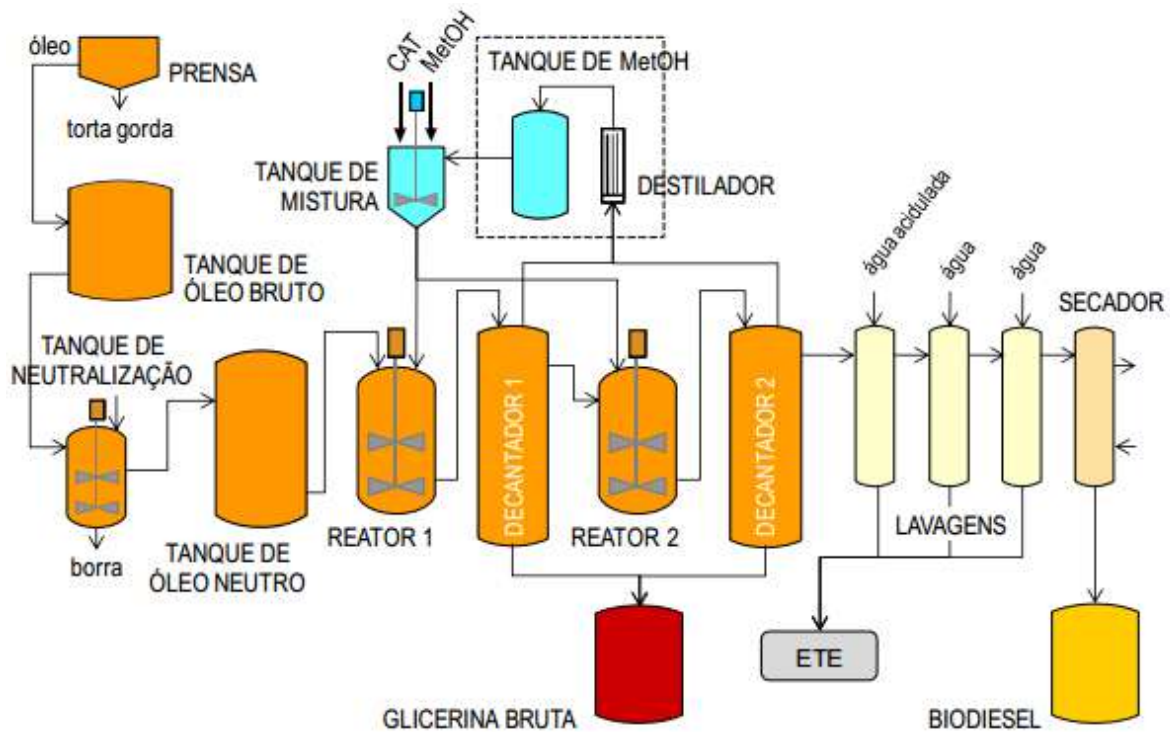 óleo
PRENSA
torta gorda
CAT
MetOH
TANQUE DE MetOH
TANQUE DE
MISTURA
DESTILADOR
TANQUE DE
ÓLEO BRUTO
TANQUE DE
NEUTRALIZAÇÃO
borra
TANQUE DE
ÓLEO NEUTRO
REATOR 1
DECANTADOR 1
REATOR 2
DECANTADOR 2
água acidulada
água
água
SECADOR
LAVAGENS
ETE
GLICERINA BRUTA
BIODIESEL